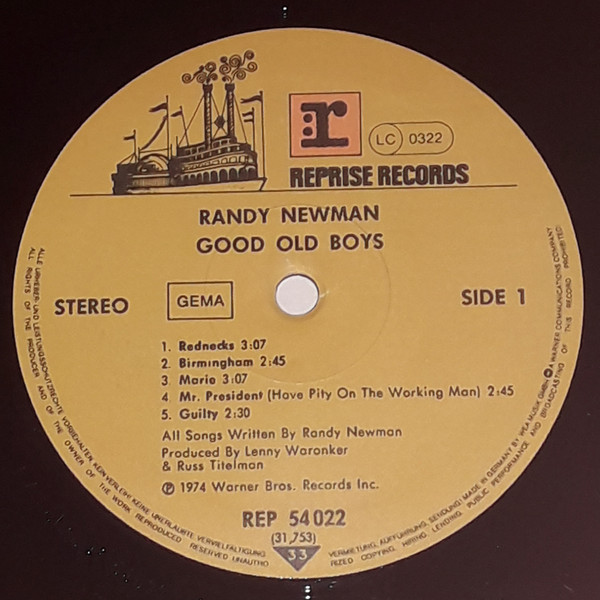 r
LC 0322
REPRISE RECORDS
RANDY NEWMAN
GOOD OLD BOYS
STEREO
GEMA
SIDE 1
1. Rednecks 3:07
2. Birmingham 2:45
3. Marie 3:07
4. Mr. President (Have Pity On The Working Man) 2:45
5. Guilty 2:30
All Songs Written By Randy Newman
Produced By Lenny Waronker
& Russ Titelman
℗ 1974 Warner Bros. Records Inc.
REP 54 022
(31,753)
33
ALLE URHEBER- UND LEISTUNGSSCHUTZRECHTE VORBEHALTEN. KEIN VERLEIH! KEINE UNERLAUBTE VERVIELFÄLTIGUNG,
VERMIETUNG, AUFFÜHRUNG, SENDUNG! MADE IN GERMANY BY WEA MUSIK GMBH A WARNER COMMUNICATIONS COMPANY
ALL RIGHTS OF THE PRODUCER AND OF THE OWNER OF THE WORK REPRODUCED RESERVED UNAUTHO
RIZED COPYING, HIRING, LENDING, PUBLIC PERFORMANCE AND BROADCASTING OF THIS RECORD PROHIBITED